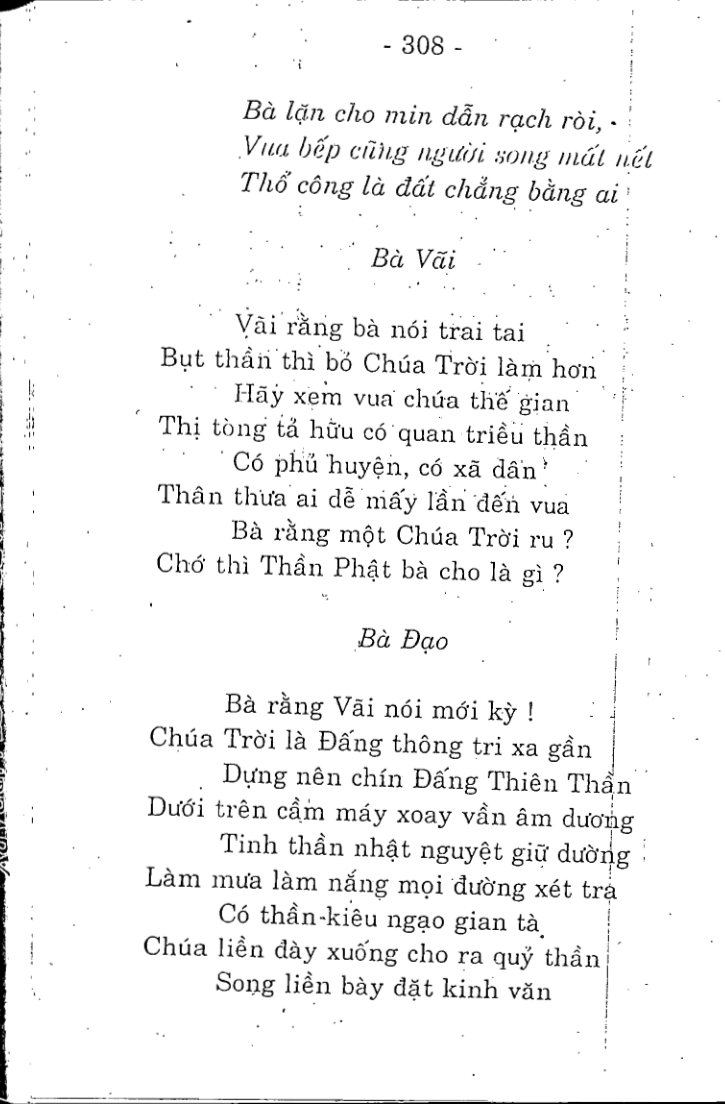 - 308 -
Bà lặn cho min dẫn rạch ròi,
Vua bếp cũng người song mất nết
Thổ công là đất chẳng bằng ai
Bà Vãi
Vãi rằng bà nói trai tai
Bụt thần thì bỏ Chúa Trời làm hơn
Hãy xem vua chúa thế gian
Thị tòng tả hữu có quan triều thần
Có phủ huyện, có xã dân
Thân thưa ai dễ mấy lần đến vua
Bà rằng một Chúa Trời ru ?
Chớ thì Thần Phật bà cho là gì ?
Bà Đạo
Bà rằng Vãi nói mới kỳ !
Chúa Trời là Đấng thông tri xa gần
Dựng nên chín Đấng Thiên Thần
Dưới trên cầm máy xoay vần âm dương
Tinh thần nhật nguyệt giữ dường
Làm mưa làm nắng mọi đường xét tra
Có thần-kiêu ngạo gian tà
Chúa liền đày xuống cho ra quỷ thần
Song liền bày đặt kinh văn